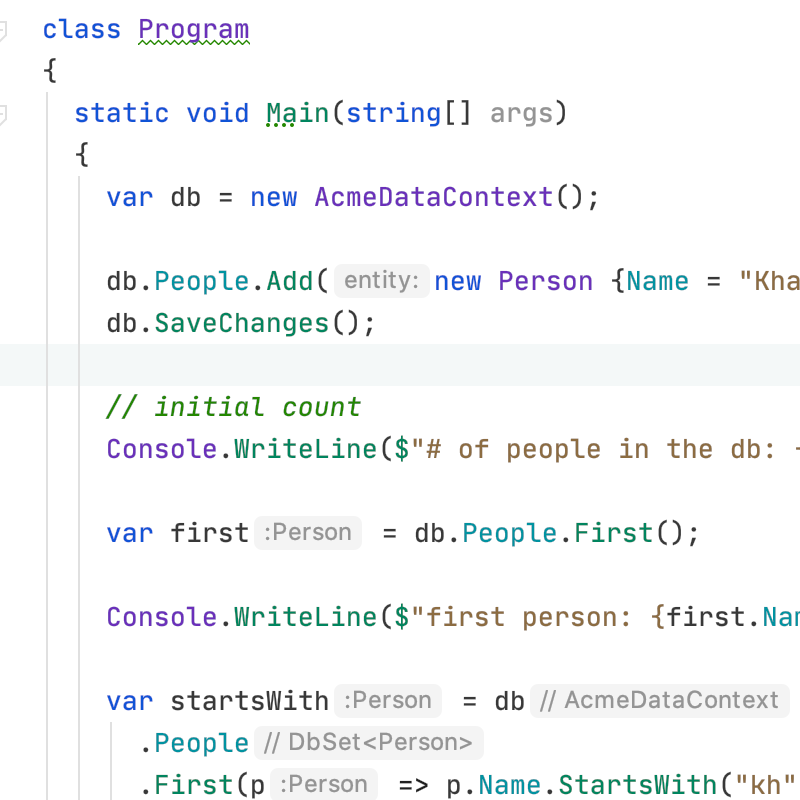 class Program
{
static void Main(string[] args)
{
var db = new AcmeDataContext();
db.People.Add( entity: new Person {Name = "Kha
db.SaveChanges();
// initial count
Console.WriteLine($"# of people in the db: 
var first :Person = db.People.First();
Console.WriteLine($"first person: {first.Nam
var startsWith :Person = db // AcmeDataContext
.People // DbSet<Person>
.First(p :Person => p.Name.StartsWith("kh"